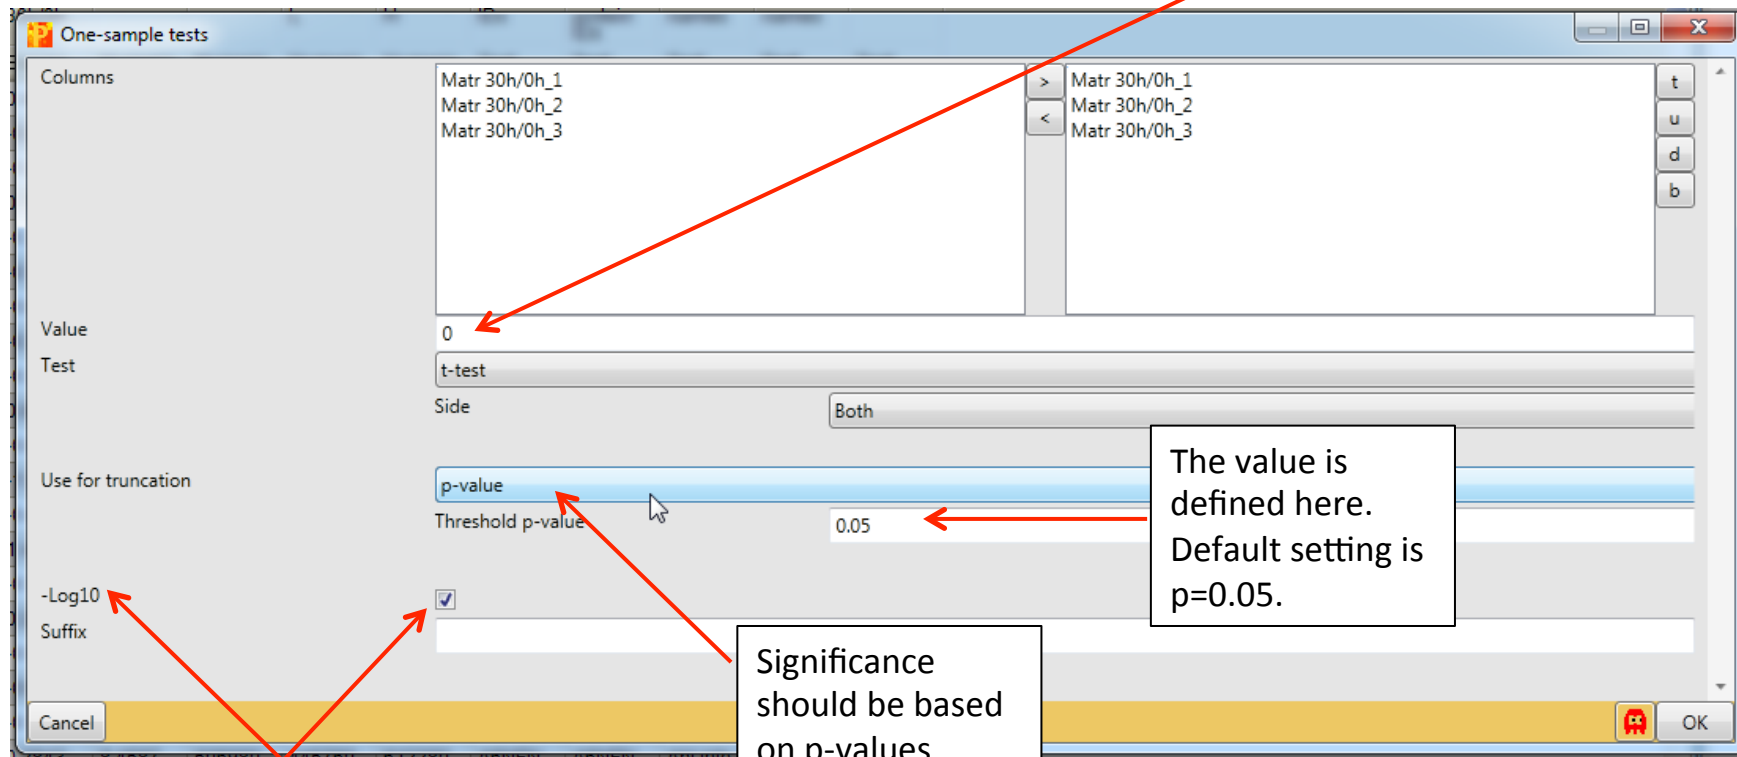 One-sample tests
X
Columns
Matr 30h/0h_1
Matr 30h/0h_2
Matr 30h/0h_3
>
<
Matr 30h/0h_1
Matr 30h/0h_2
Matr 30h/0h_3
t
u
d
b
Value
0
Test
t-test
Side
Both
Use for truncation
p-value
Threshold p-value
0.05
The value is
defined here.
Default setting is
p=0.05.
-Log10
Suffix
Significance
should be based
on p-values
Cancel
OK